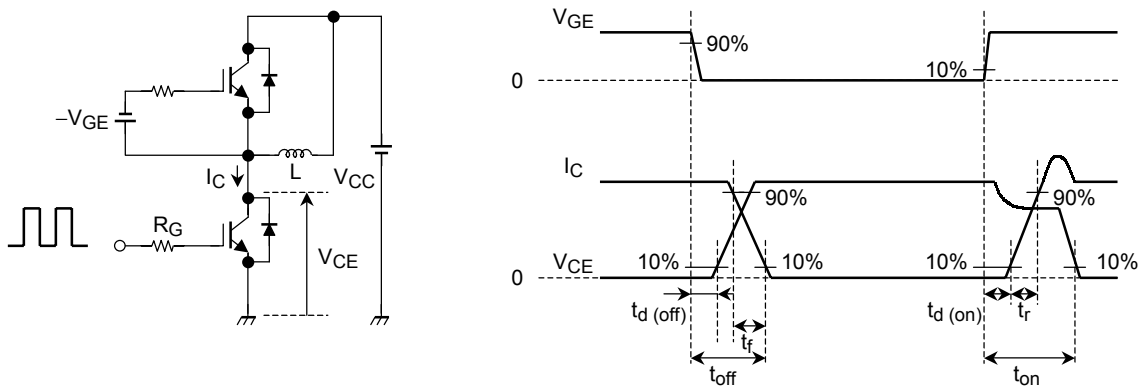 −VGE
L
IC
VCC
RG
VCE
VGE
90%
10%
0
IC
90%
90%
VCE
10%
10%
10%
10%
0
td (off)
tf
toff
td (on)
tr
ton